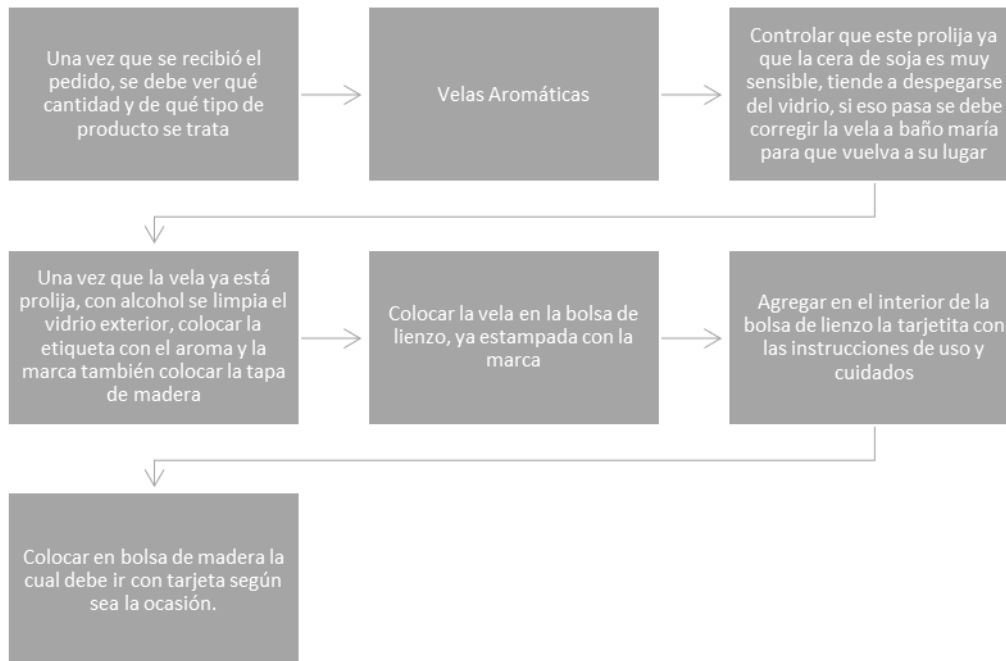 Una vez que se recibió el
pedido, se debe ver qué
cantidad y de qué tipo de
producto se trata
Velas Aromáticas
Controlar que este prolija ya
que la cera de soja es muy
sensible, tiende a despegarse
del vidrio, si eso pasa se debe
corregir la vela a baño maría
para que vuelva a su lugar
Una vez que la vela ya está
prolija, con alcohol se limpia el
vidrio exterior, colocar la
etiqueta con el aroma y la
marca también colocar la tapa
de madera
Colocar la vela en la bolsa de
lienzo, ya estampada con la
marca
Agregar en el interior de la
bolsa de lienzo la tarjetita con
las instrucciones de uso y
cuidados
Colocar en bolsa de madera la
cual debe ir con tarjeta según
sea la ocasión.